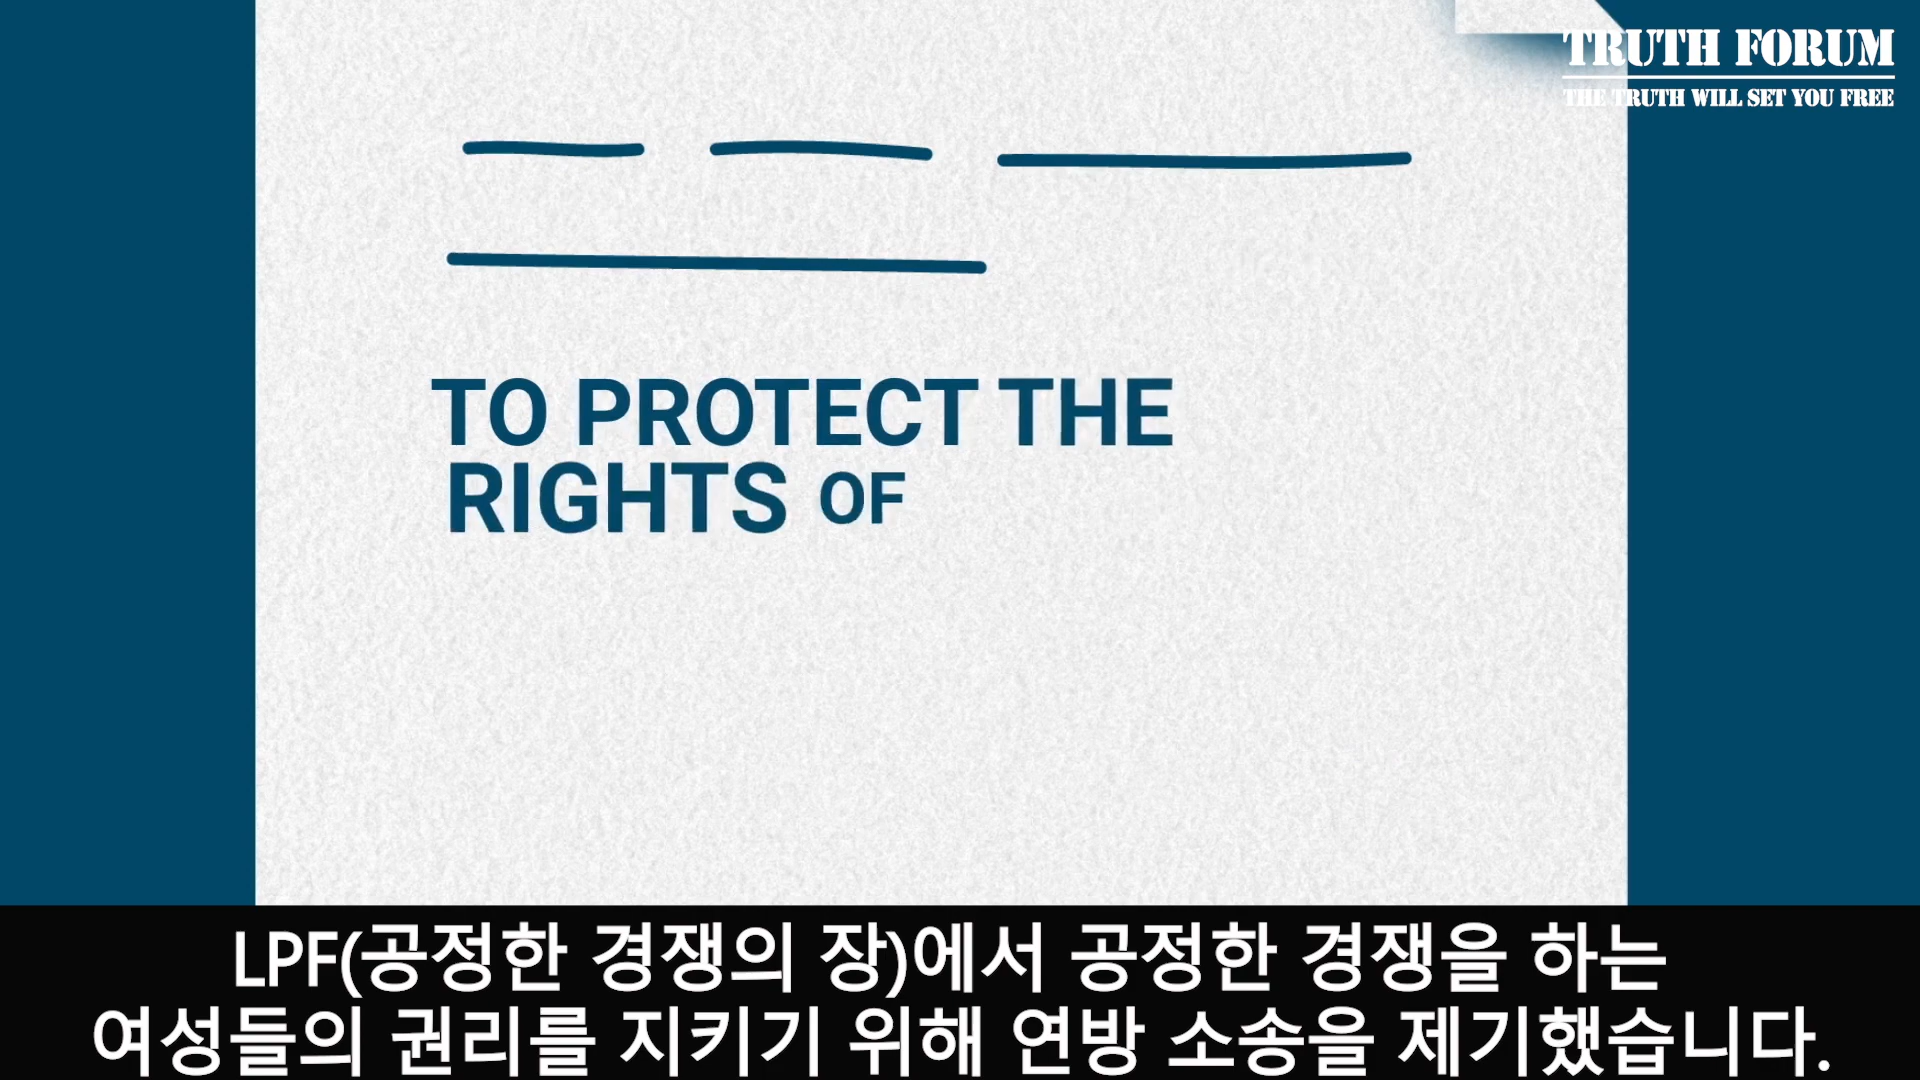 TRUTH FORUM
THE TRUTH WILL SET YOU FREE
TO PROTECT THE
RIGHTS OF
LPF(공정한 경쟁의 장)에서 공정한 경쟁을 하는
여성들의 권리를 지키기 위해 연방 소송을 제기했습니다.